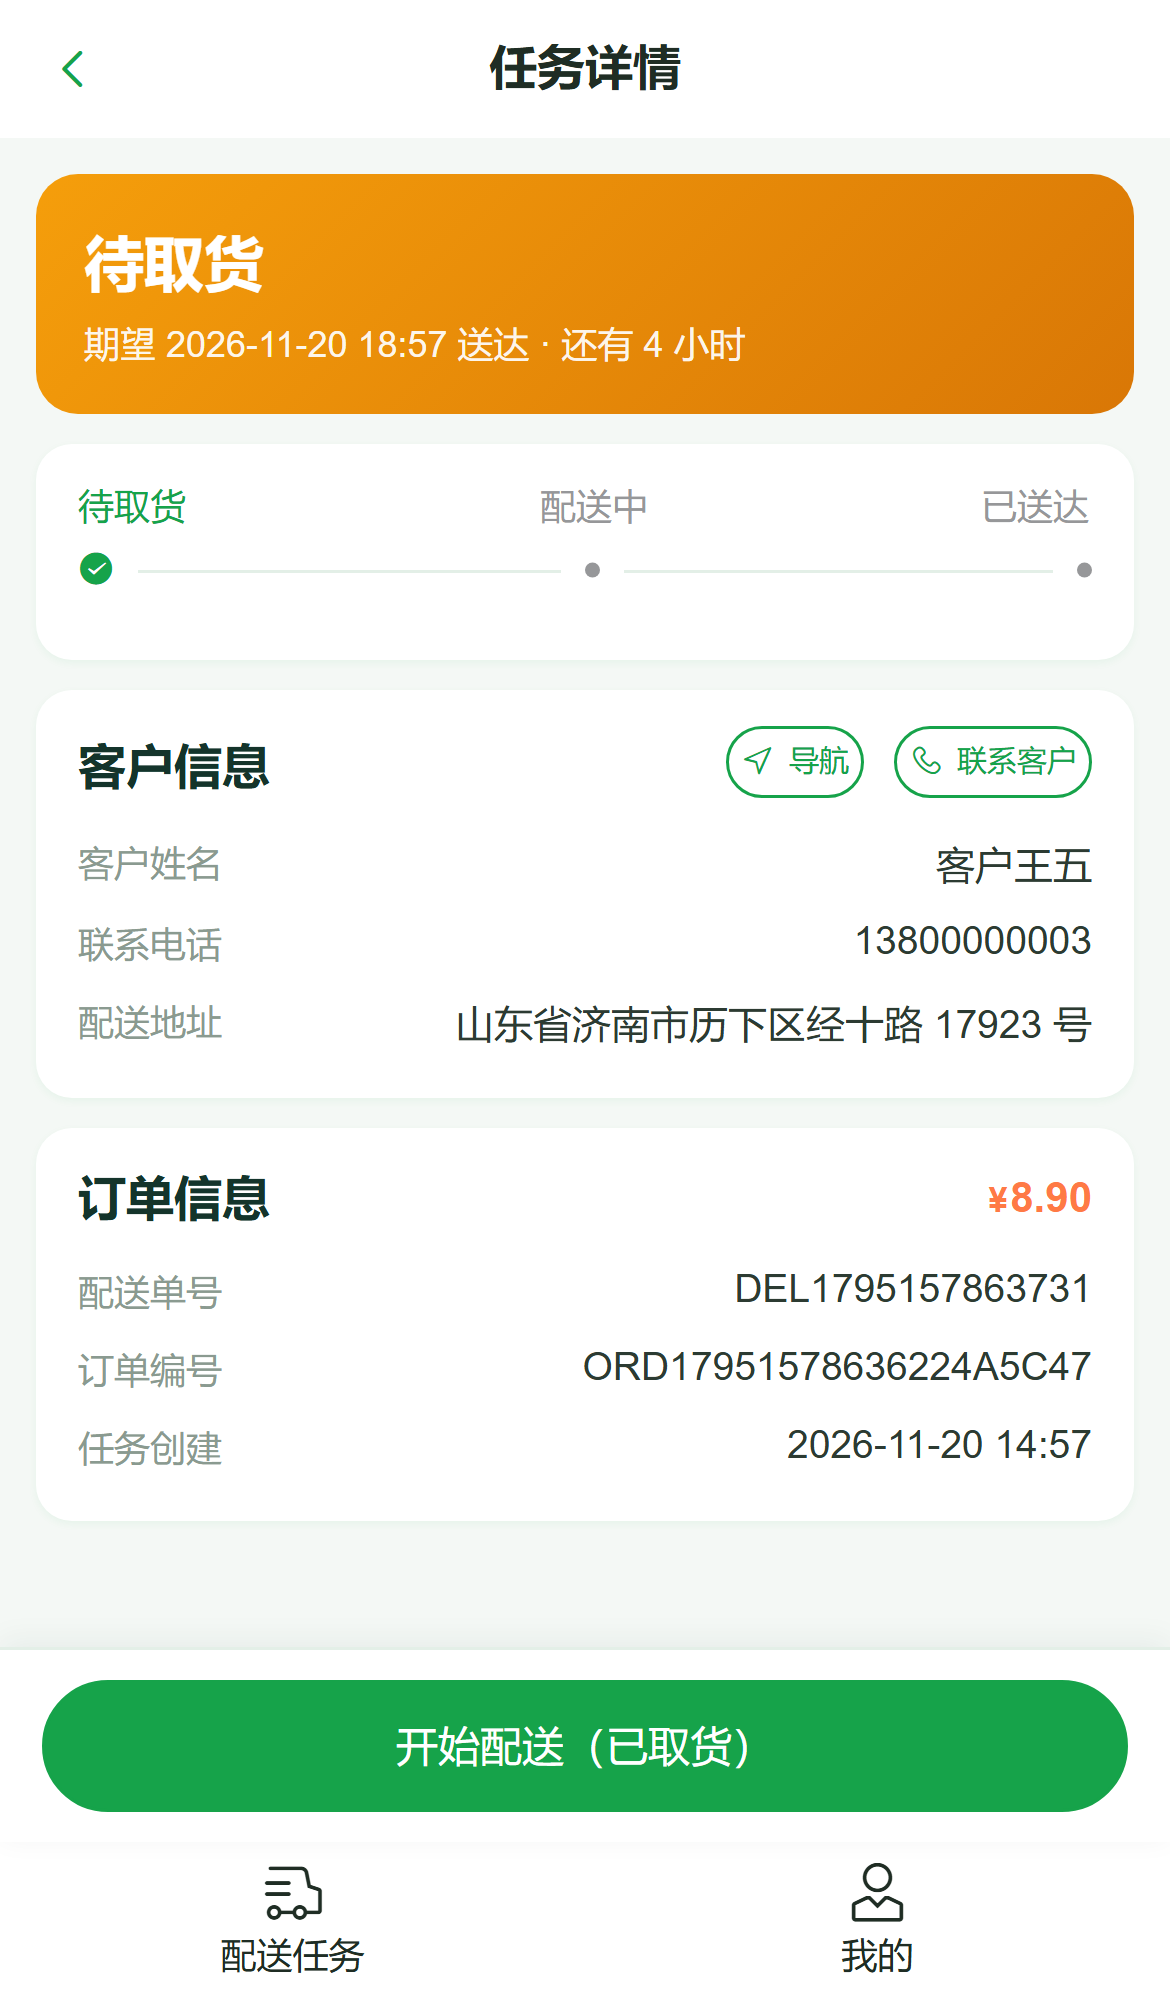 任务详情
待取货
期望 2026-11-20 18:57 送达 · 还有 4 小时
待取货 配送中 已送达
客户信息 导航 联系客户
客户姓名 客户王五
联系电话 13800000003
配送地址 山东省济南市历下区经十路 17923 号
订单信息 ¥8.90
配送单号 DEL1795157863731
订单编号 ORD17951578636224A5C47
任务创建 2026-11-20 14:57
开始配送（已取货）
配送任务 我的